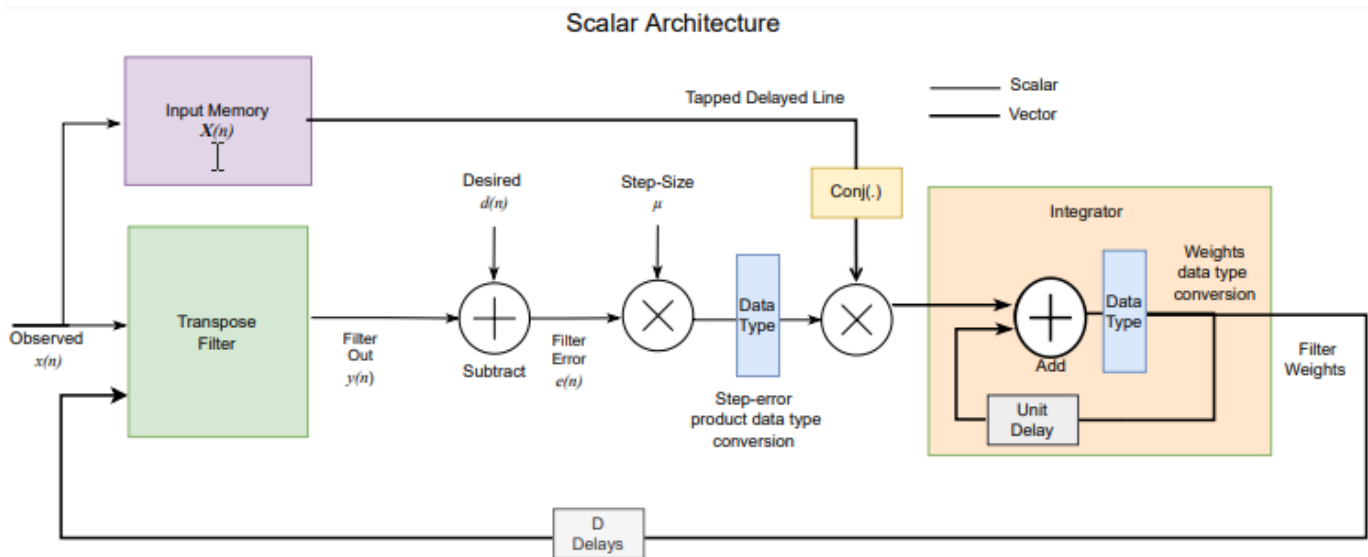 Scalar Architecture
Input Memory
X(n)
Tapped Delayed Line
Scalar
Vector
Desired
d(n)
Step-Size
μ
Conj(.)
Integrator
Transpose
Filter
Observed
x(n)
Filter
Out
y(n)
Subtract
Filter
Error
e(n)
Data
Type
Step-error
product data type
conversion
Add
Data
Type
Weights
data type
conversion
Unit
Delay
Filter
Weights
D
Delays